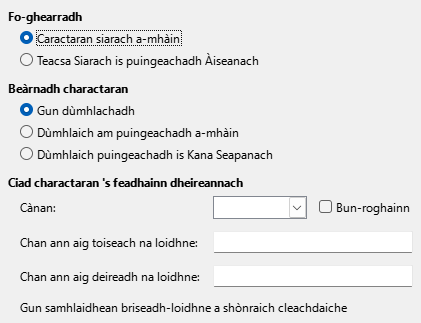 Fo-ghearradh
Caractaran siarach a-mhàin
Teacsa Siarach is puingeachadh Àiseanach
Beàrnadh charactaran
Gun dùmhlachadh
Dùmhlaich am puingeachadh a-mhàin
Dùmhlaich puingeachadh is Kana Seapanach
Ciad charactaran 's feadhainn dheireannach
Cànan:
Bun-roghainn
Chan ann aig toiseach na loidhne:
Chan ann aig deireadh na loidhne:
Gun samhlaidhean briseadh-loidhne a shònraich cleachdaiche